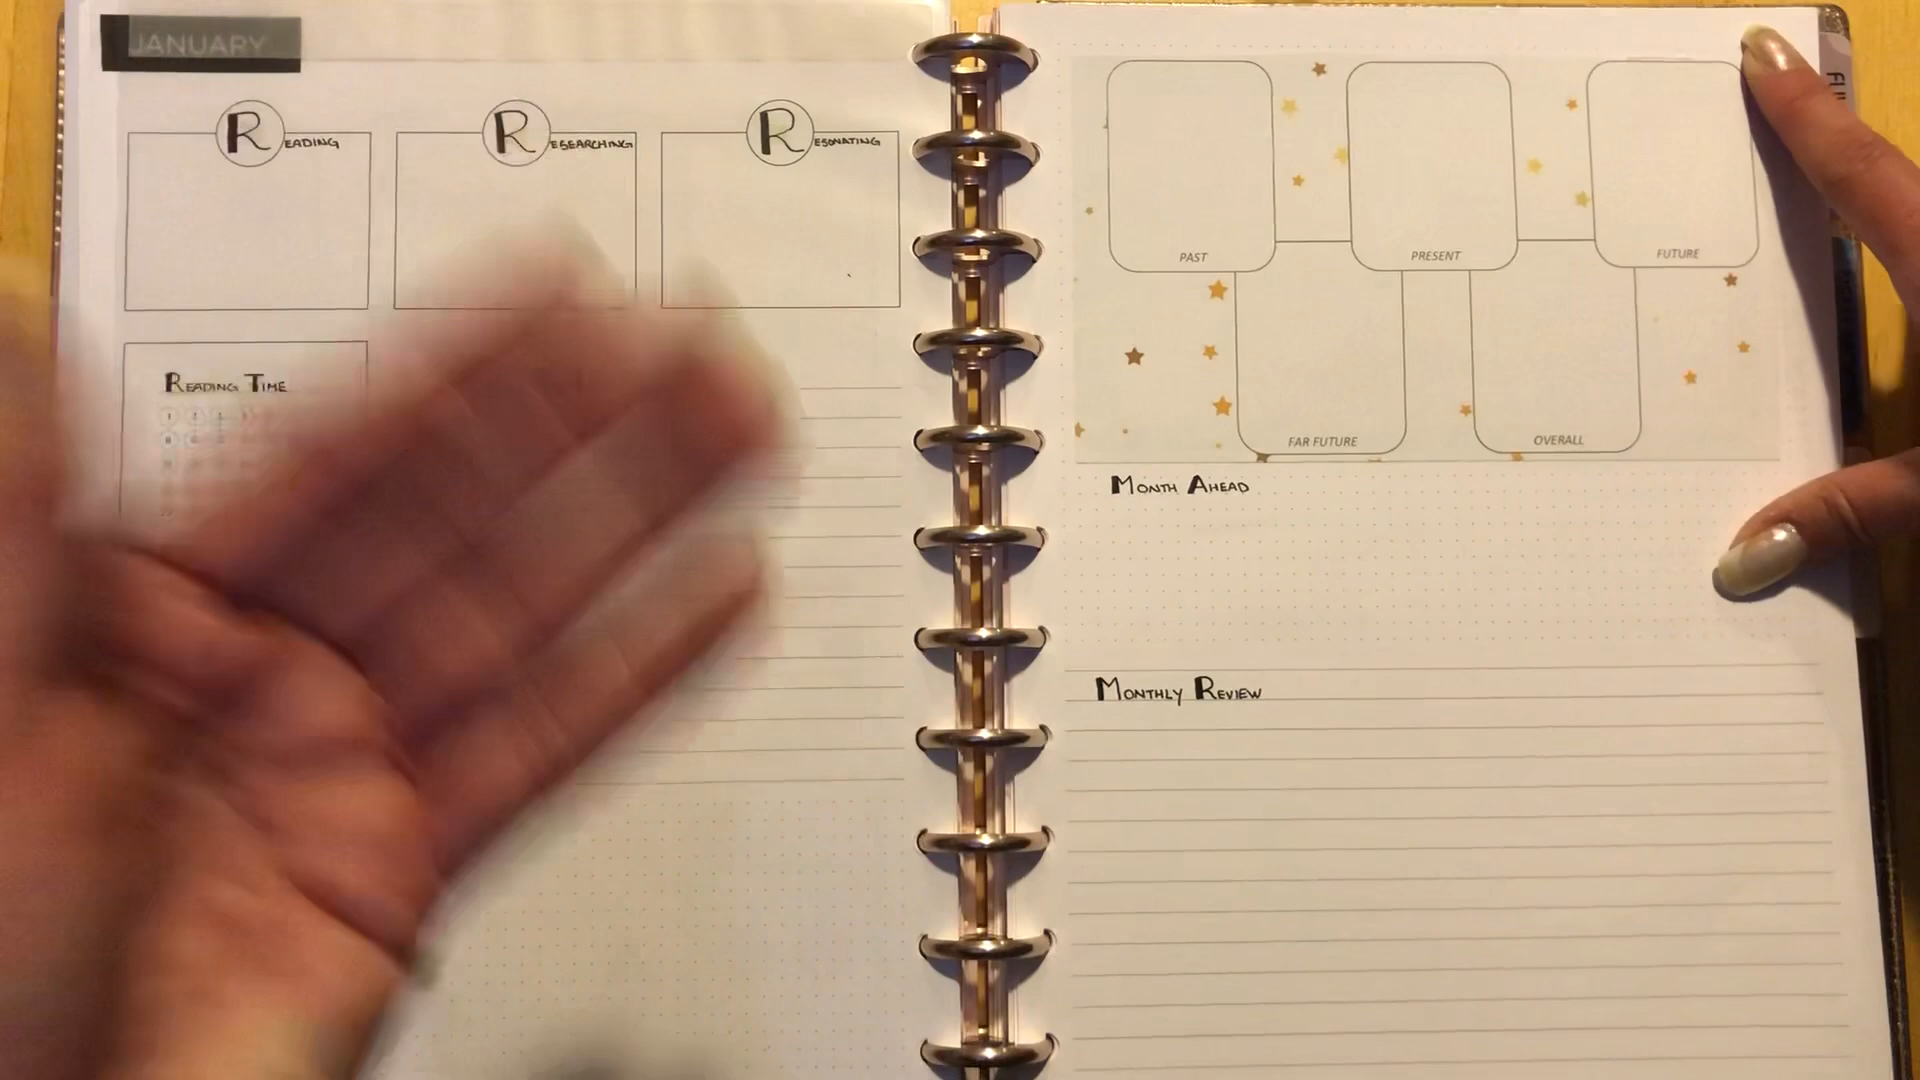 JANUARY
READING
RESEARCHING
RESONATING
READING TIME
PAST
PRESENT
FUTURE
FAR FUTURE
OVERALL
MONTH AHEAD
MONTHLY REVIEW